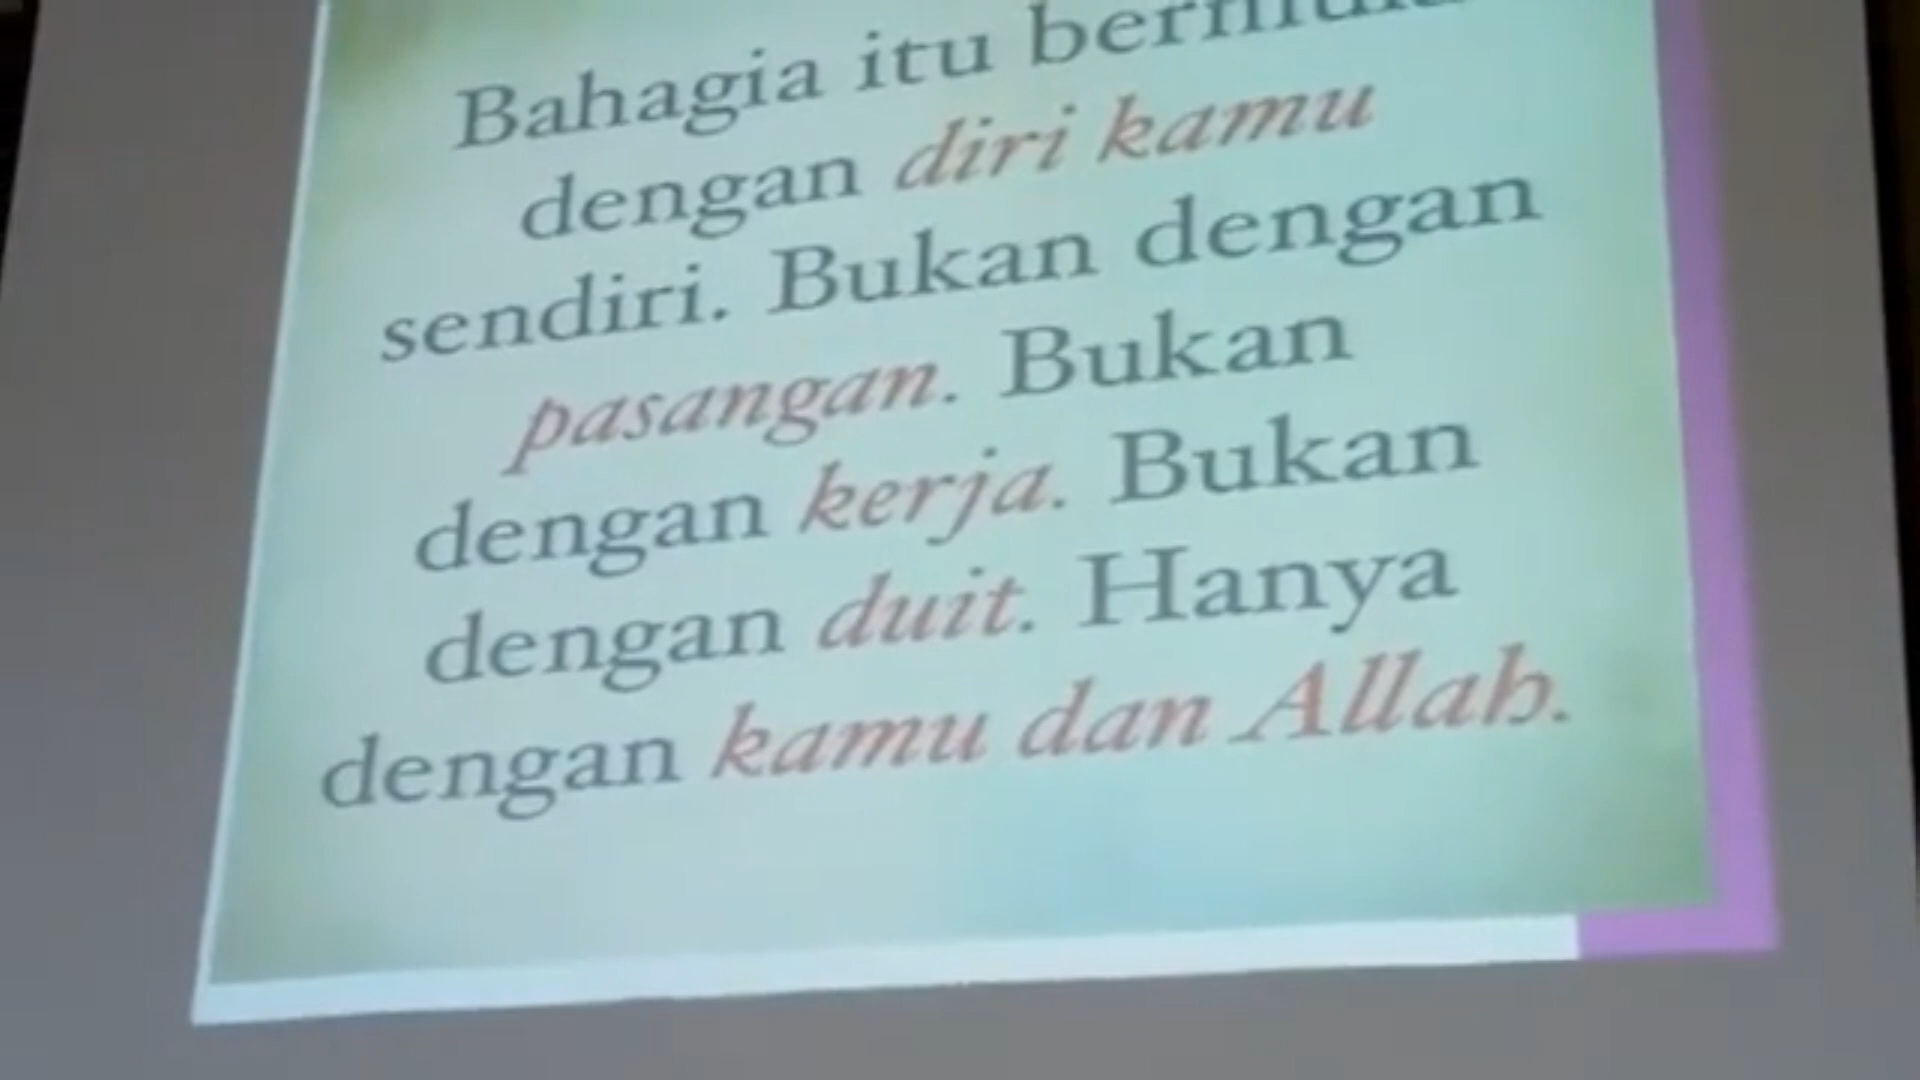 Bahagia itu bermula
dengan diri kamu
sendiri. Bukan dengan
pasangan. Bukan
dengan kerja. Bukan
dengan duit. Hanya
dengan kamu dan Allah.